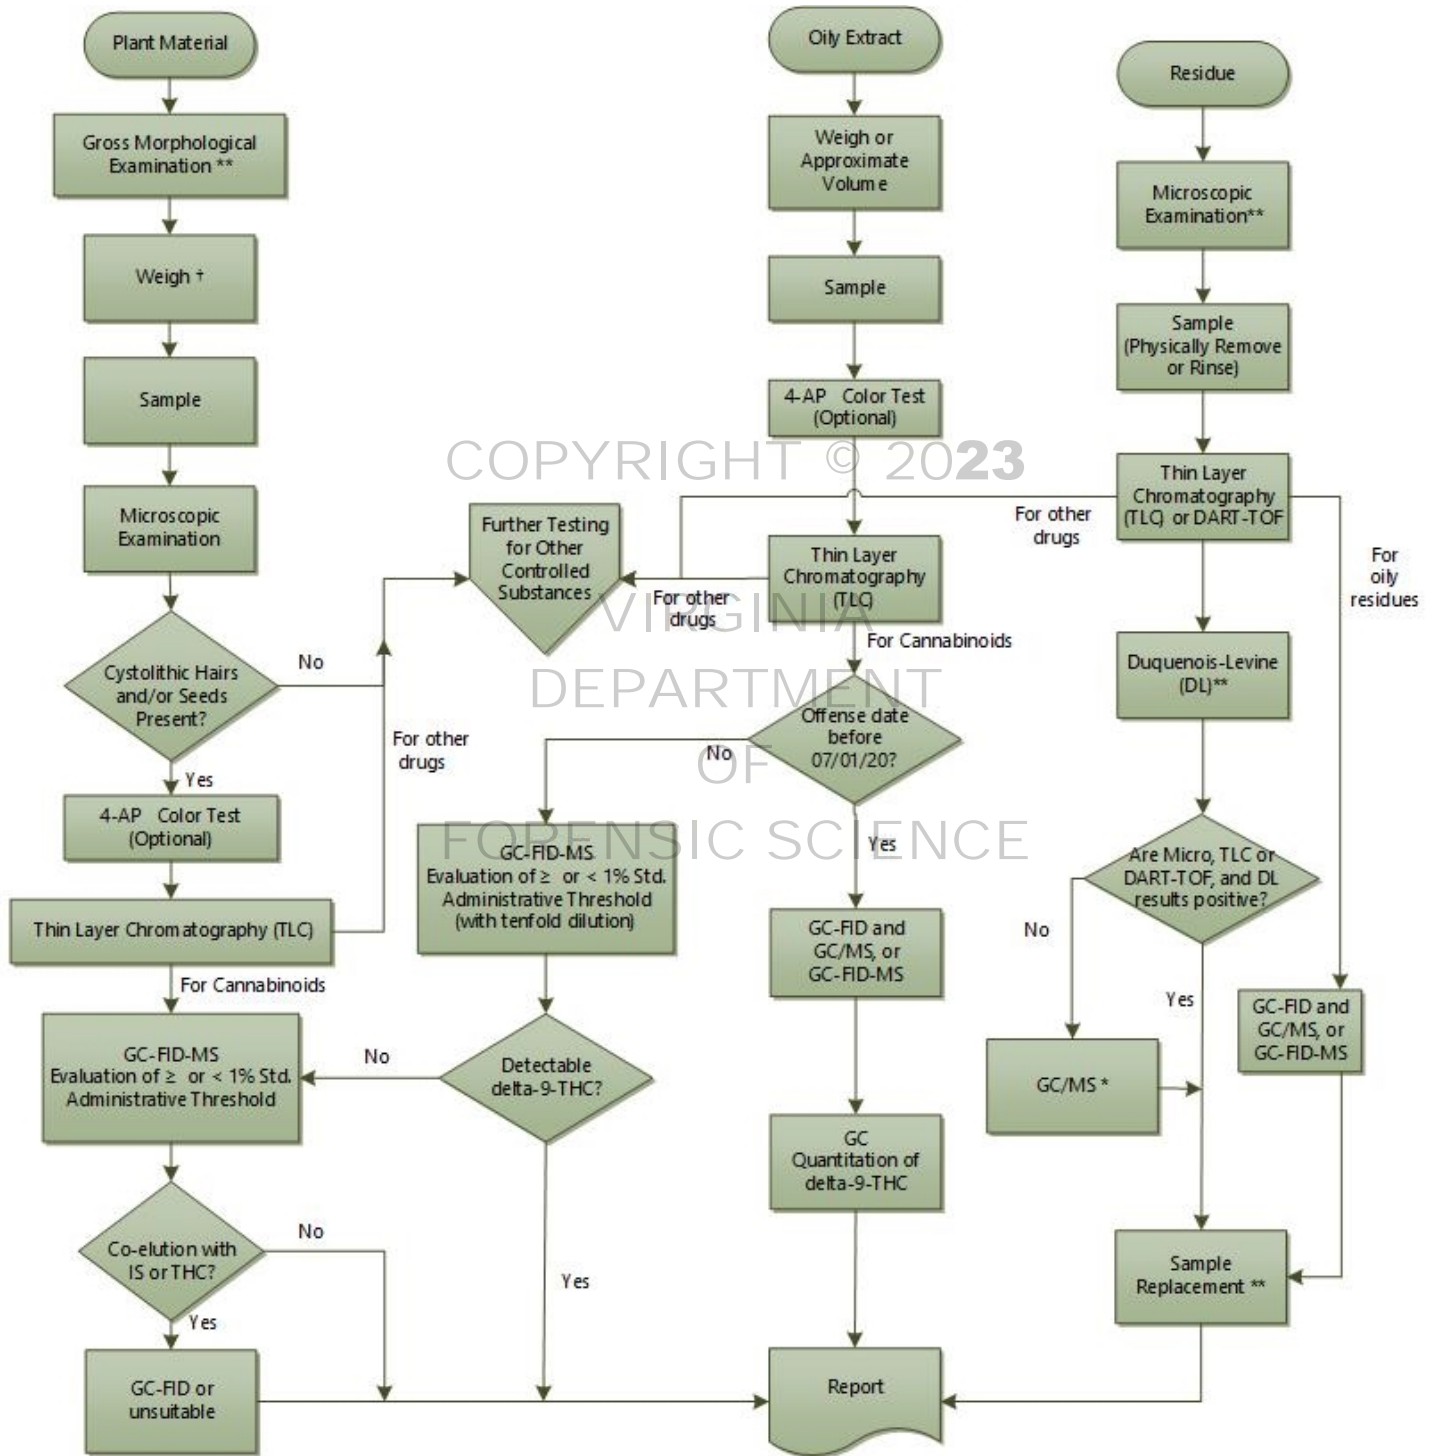 Plant Material
Gross Morphological
Examination **
Weigh †
Sample
Microscopic
Examination
Cystolithic Hairs
and/or Seeds
Present?
No
Yes
4-AP Color Test
(Optional)
Thin Layer Chromatography (TLC)
For other
drugs
For Cannabinoids
GC-FID-MS
Evaluation of ≥ or < 1% Std.
Administrative Threshold
Co-elution with
IS or THC?
No
Yes
GC-FID or
unsuitable
Further Testing
for Other
Controlled
Substances
Oily Extract
Weigh or
Approximate
Volume
Sample
4-AP Color Test
(Optional)
Thin Layer
Chromatography
(TLC)
For other
drugs
For Cannabinoids
Offense date
before
07/01/20?
No
Yes
GC-FID-MS
Evaluation of ≥ or < 1% Std.
Administrative Threshold
(with tenfold dilution)
Detectable
delta-9-THC?
No
Yes
GC-FID and
GC/MS, or
GC-FID-MS
GC
Quantitation of
delta-9-THC
Report
Residue
Microscopic
Examination**
Sample
(Physically Remove
or Rinse)
Thin Layer
Chromatography
(TLC) or DART-TOF
For other
drugs
For
oily
residues
Duquenois-Levine
(DL)**
Are Micro, TLC or
DART-TOF, and DL
results positive?
No
Yes
GC/MS *
GC-FID and
GC/MS, or
GC-FID-MS
Sample
Replacement **
COPYRIGHT © 2023
VIRGINIA
DEPARTMENT
OF
FORENSIC SCIENCE